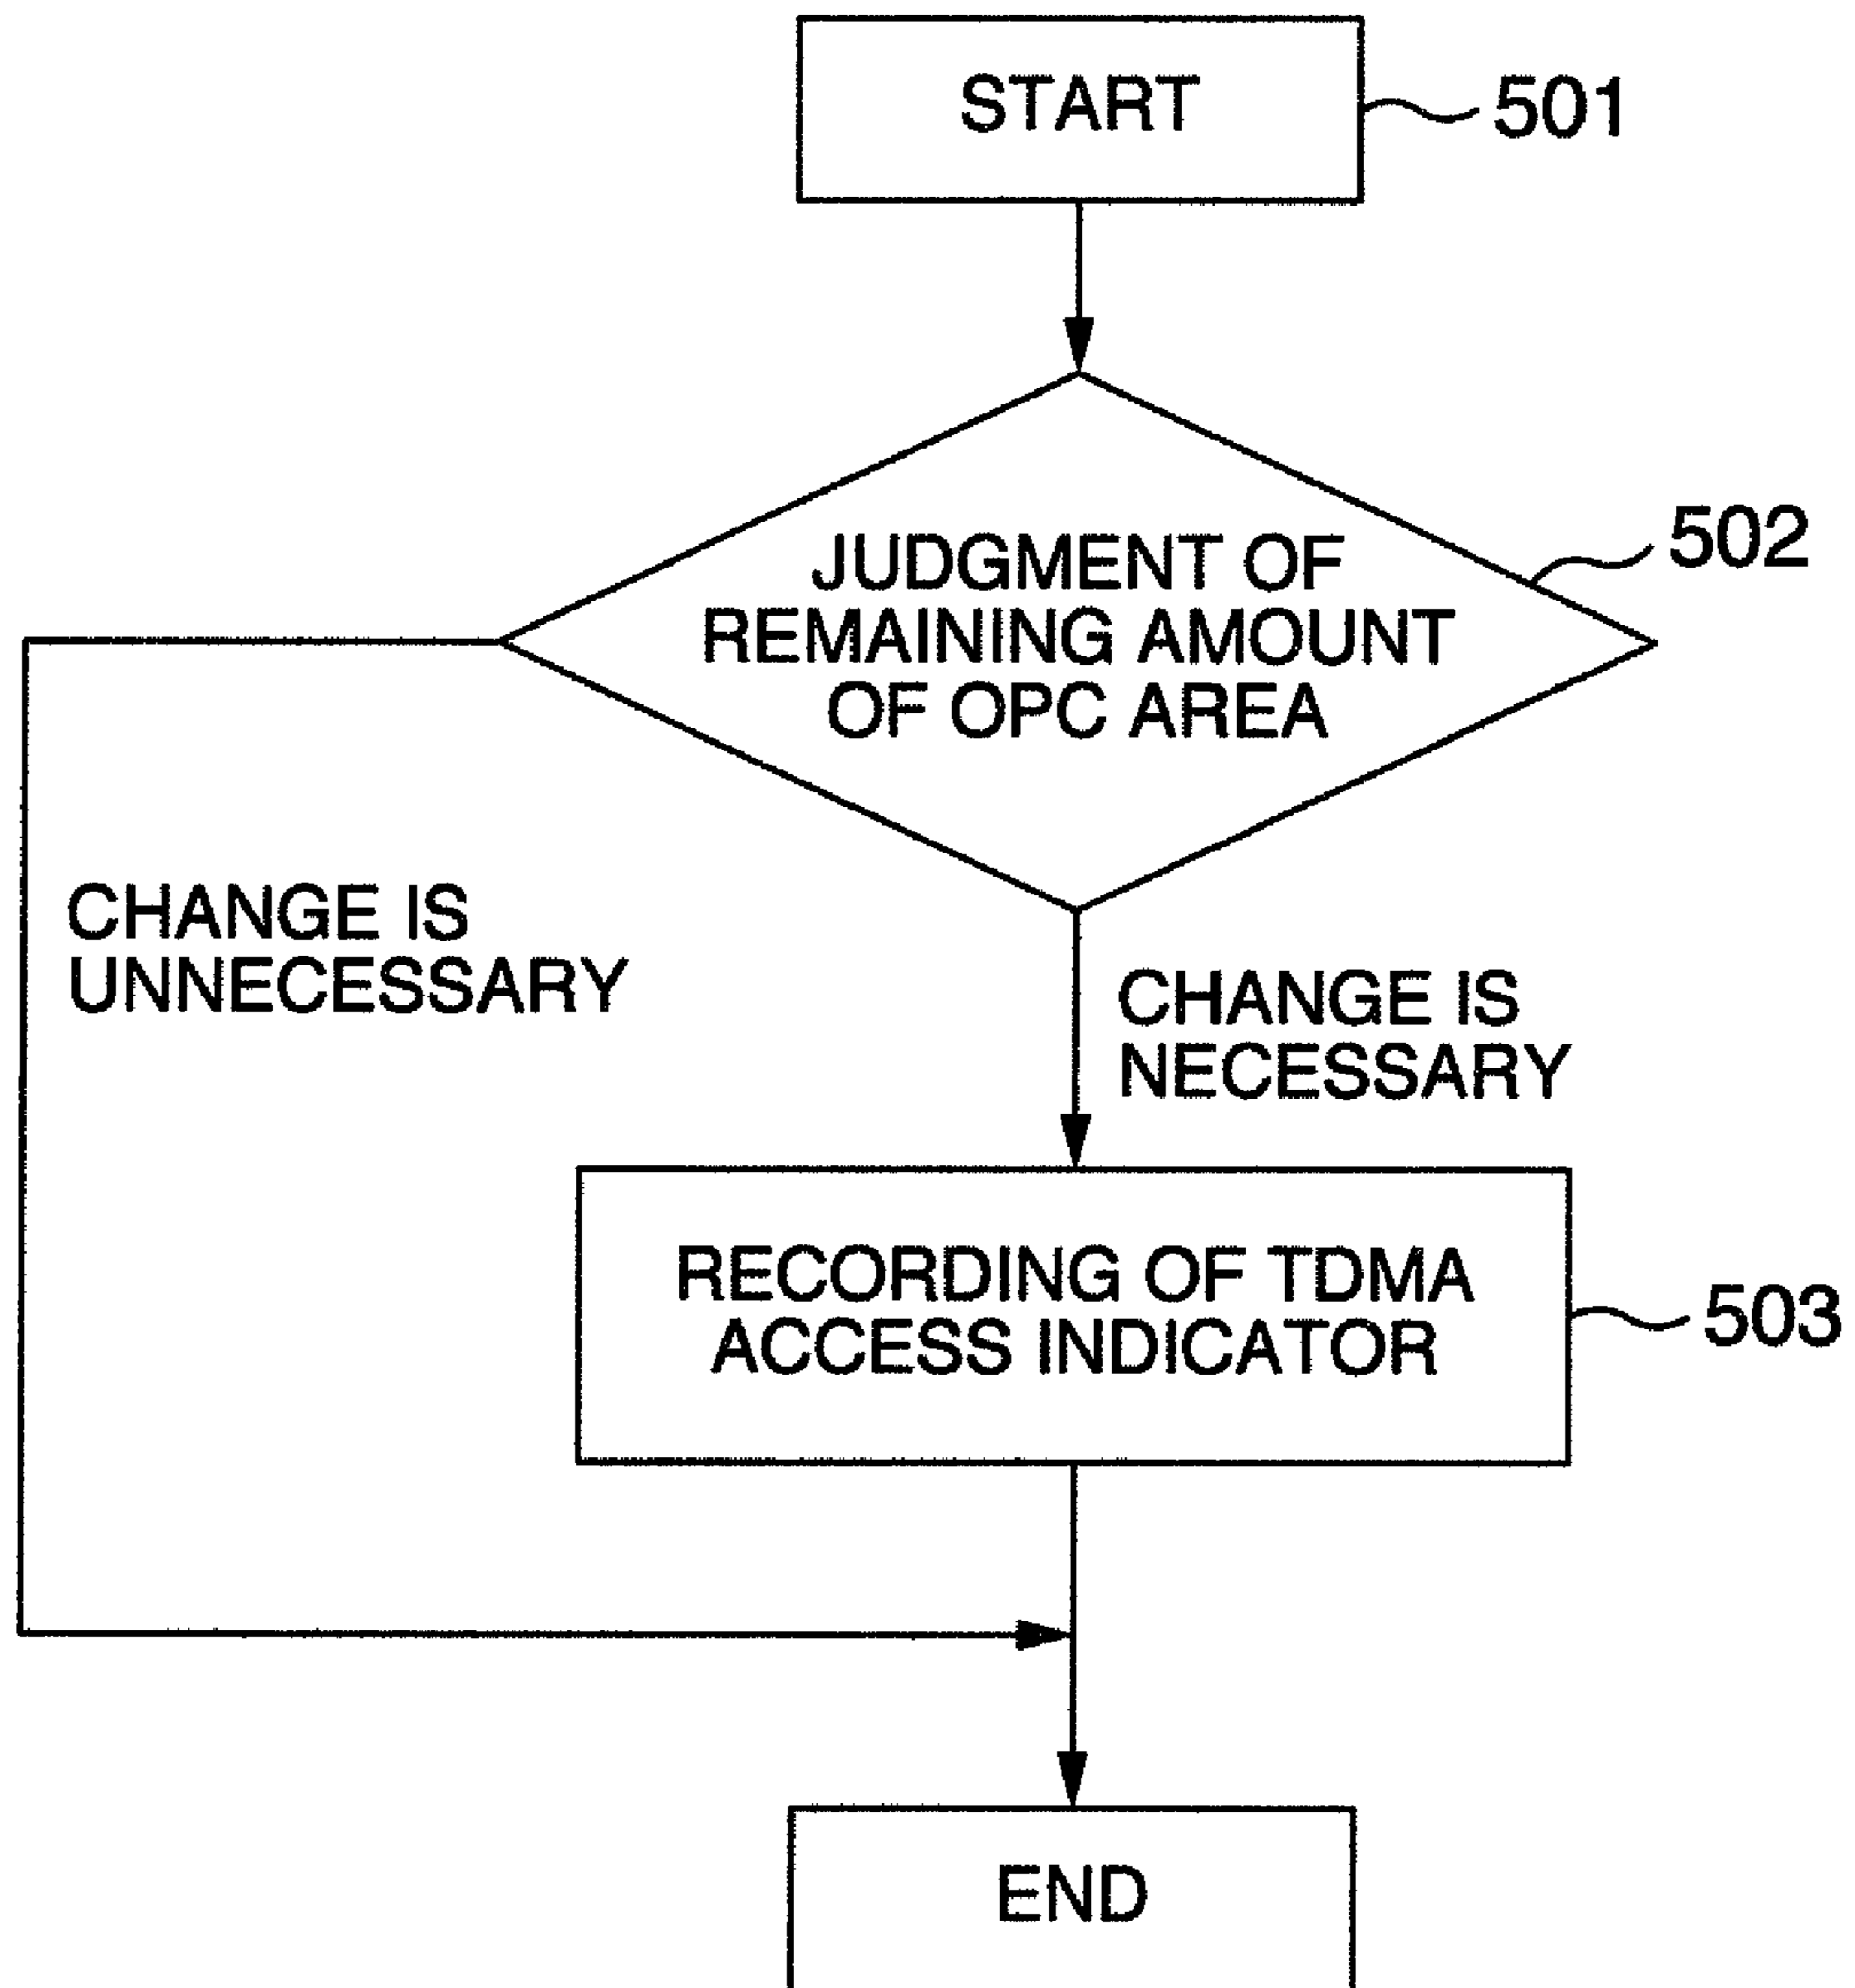 START
501
JUDGMENT OF
REMAINING AMOUNT
OF OPC AREA
502
CHANGE IS
UNNECESSARY
CHANGE IS
NECESSARY
RECORDING OF TDMA
ACCESS INDICATOR
503
END